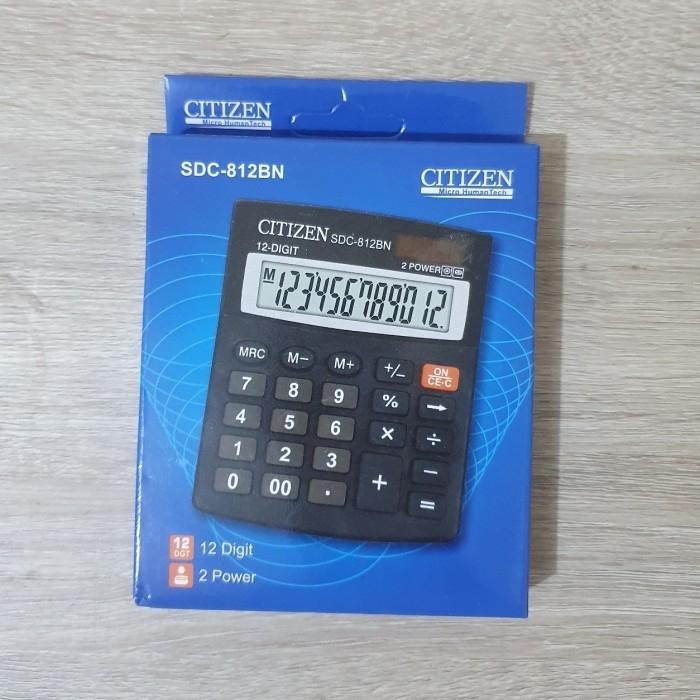 CITIZEN
Micro HumanTech
SDC-812BN
CITIZEN
Micro HumanTech
CITIZEN SDC-812BN
12-DIGIT
2 POWER
M
123456789012.
MRC M− M+ +/− ON
CE·C
7 8 9 % →
4 5 6 × ÷
1 2 3 + −
0 00 . =
12 DGT 12 Digit
2 Power